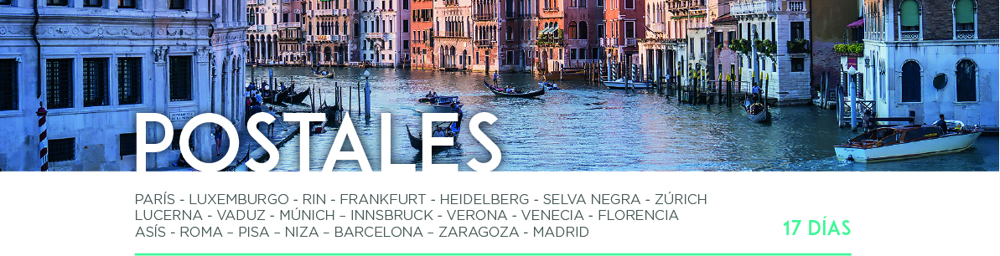 POSTALES
PARÍS - LUXEMBURGO - RIN - FRANKFURT - HEIDELBERG - SELVA NEGRA - ZÚRICH
LUCERNA - VADUZ - MÚNICH – INNSBRUCK - VERONA - VENECIA - FLORENCIA
ASÍS - ROMA – PISA – NIZA – BARCELONA – ZARAGOZA - MADRID
17 DÍAS